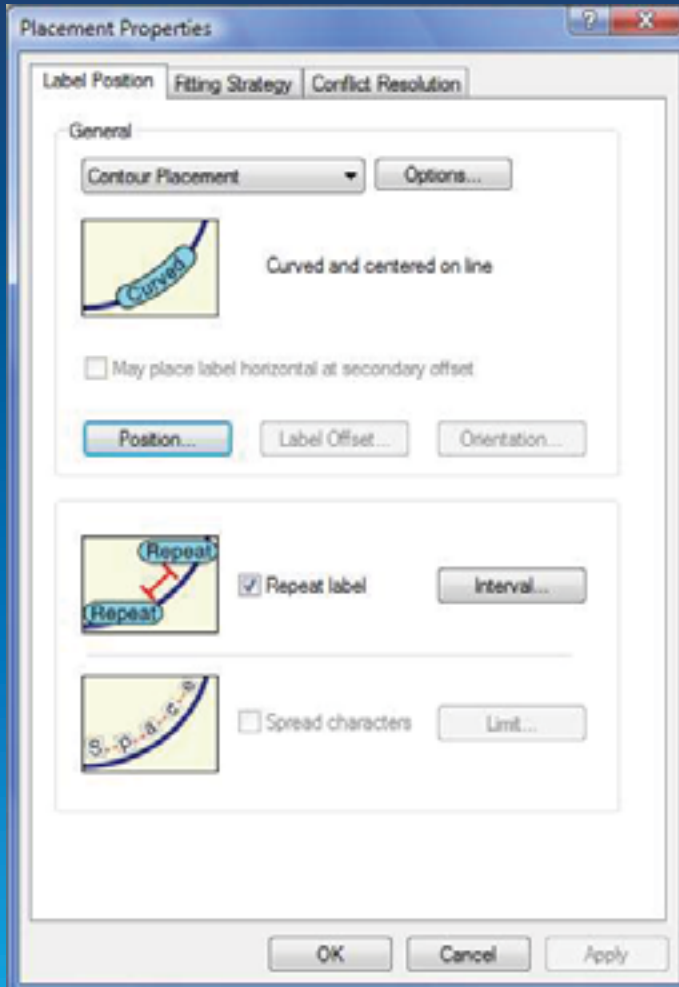 Placement Properties
?
X
Label Position
Fitting Strategy
Conflict Resolution
General
Contour Placement
Options...
Curved
Curved and centered on line
May place label horizontal at secondary offset
Position...
Label Offset...
Orientation...
Repeat
Repeat
Repeat label
Interval...
S p a c e
Spread characters
Limit...
OK
Cancel
Apply